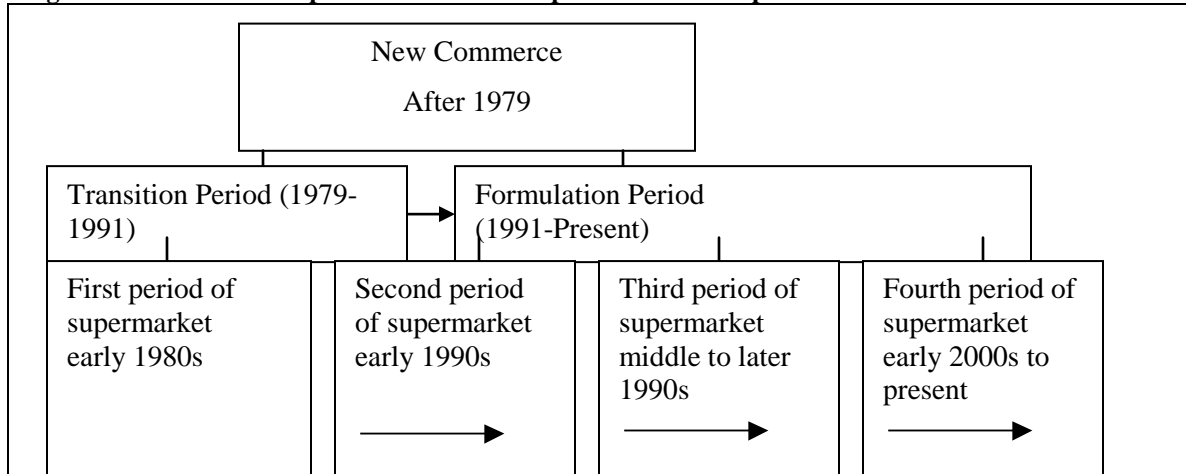 New Commerce
After 1979
Transition Period (1979-
1991)
Formulation Period
(1991-Present)
First period of
supermarket
early 1980s
Second period
of supermarket
early 1990s
Third period of
supermarket
middle to later
1990s
Fourth period of
supermarket
early 2000s to
present